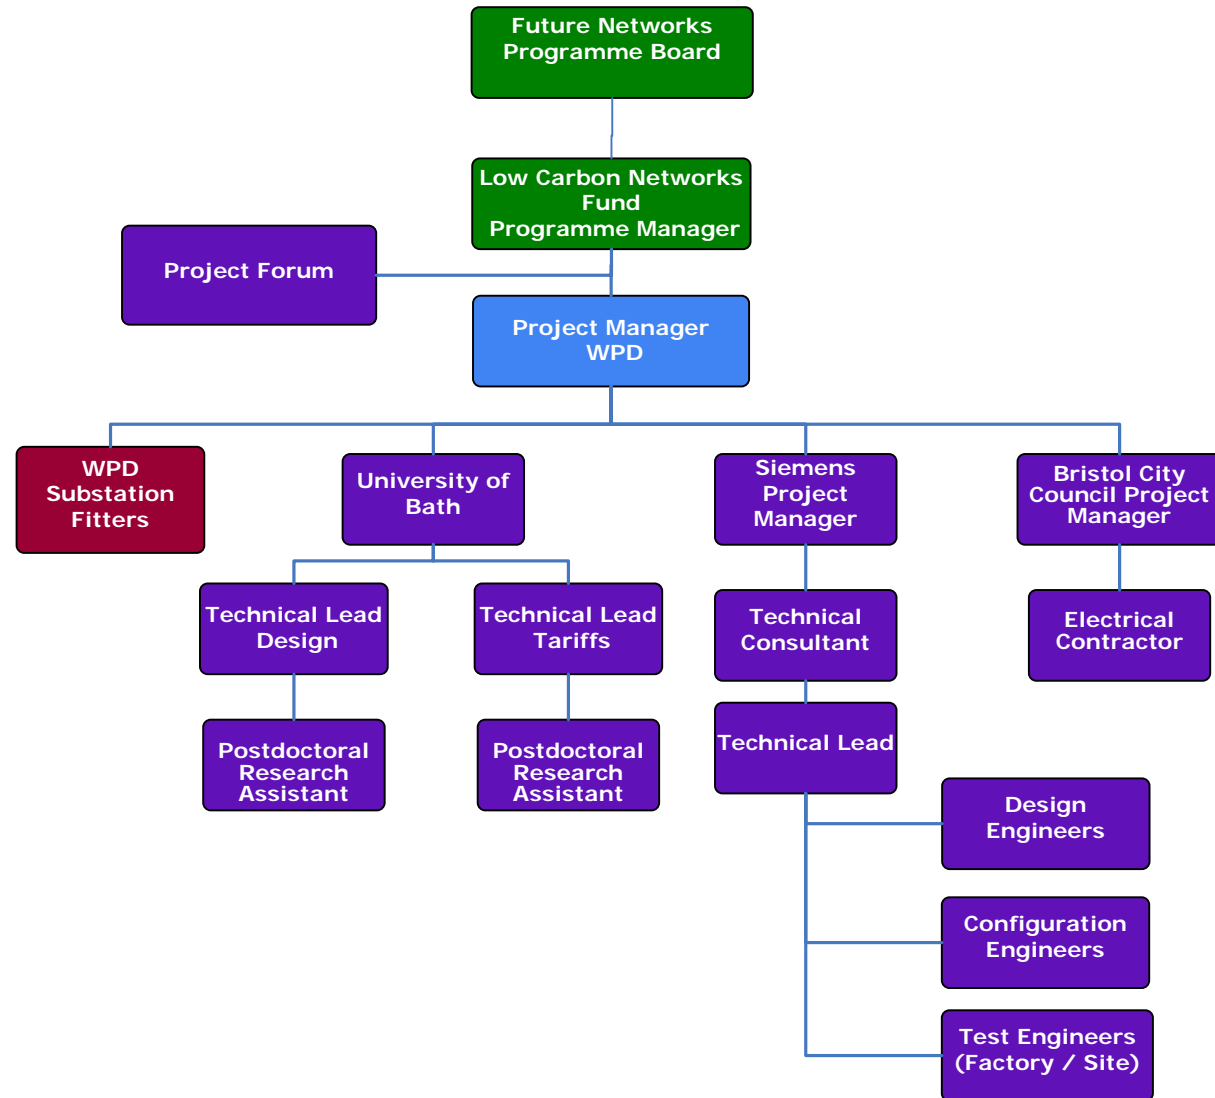 Future Networks
Programme Board
Low Carbon Networks
Fund
Programme Manager
Project Forum
Project Manager
WPD
WPD
Substation
Fitters
University of
Bath
Siemens
Project
Manager
Bristol City
Council Project
Manager
Technical Lead
Design
Technical Lead
Tariffs
Technical
Consultant
Electrical
Contractor
Postdoctoral
Research
Assistant
Postdoctoral
Research
Assistant
Technical Lead
Design
Engineers
Configuration
Engineers
Test Engineers
(Factory / Site)